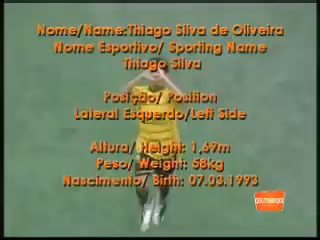 Nome/Name:Thiago Silva de Oliveira
Nome Esportivo/ Sporting Name
Thiago Silva
Posição/ Position
Lateral Esquerdo/Left Side
Altura/ Height: 1,69m
Peso/ Weight: 58kg
Nascimento/ Birth: 07.03.1993